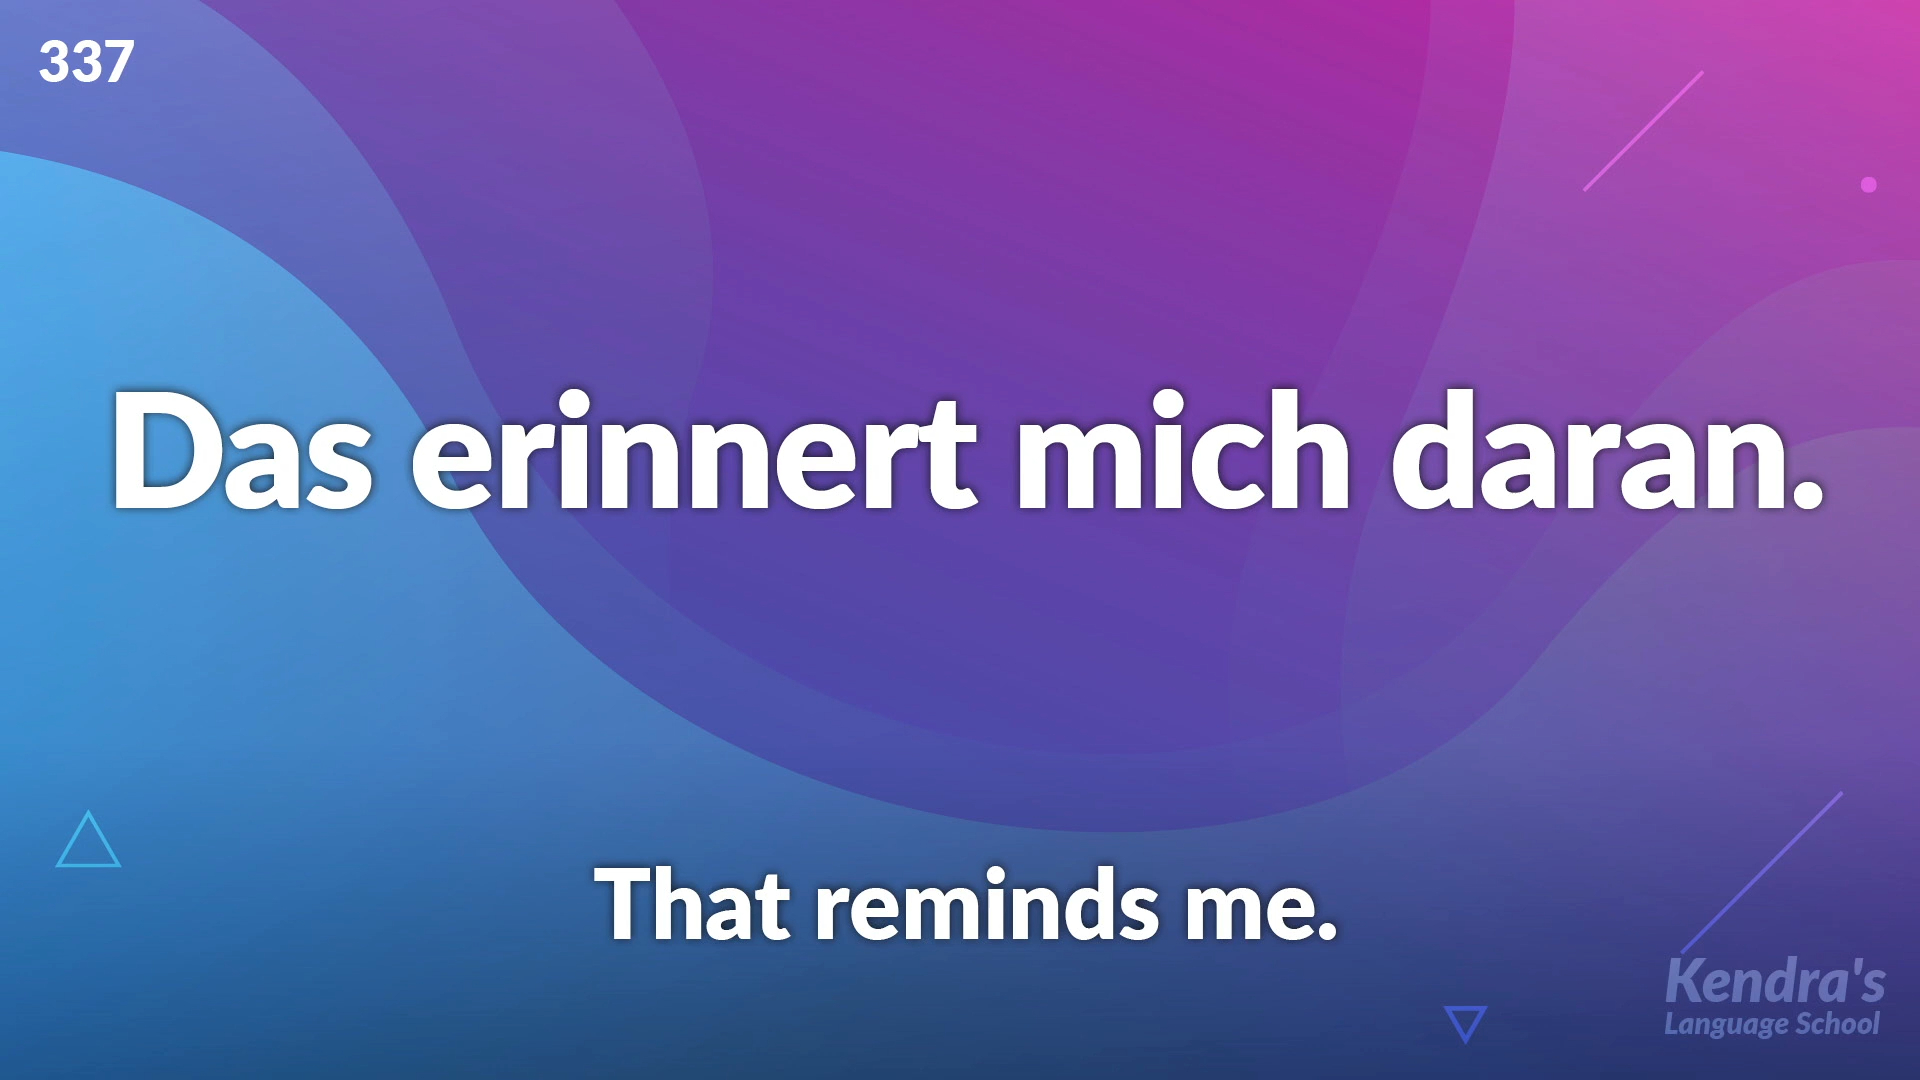 337
Das erinnert mich daran.
That reminds me.
Kendra's
Language School